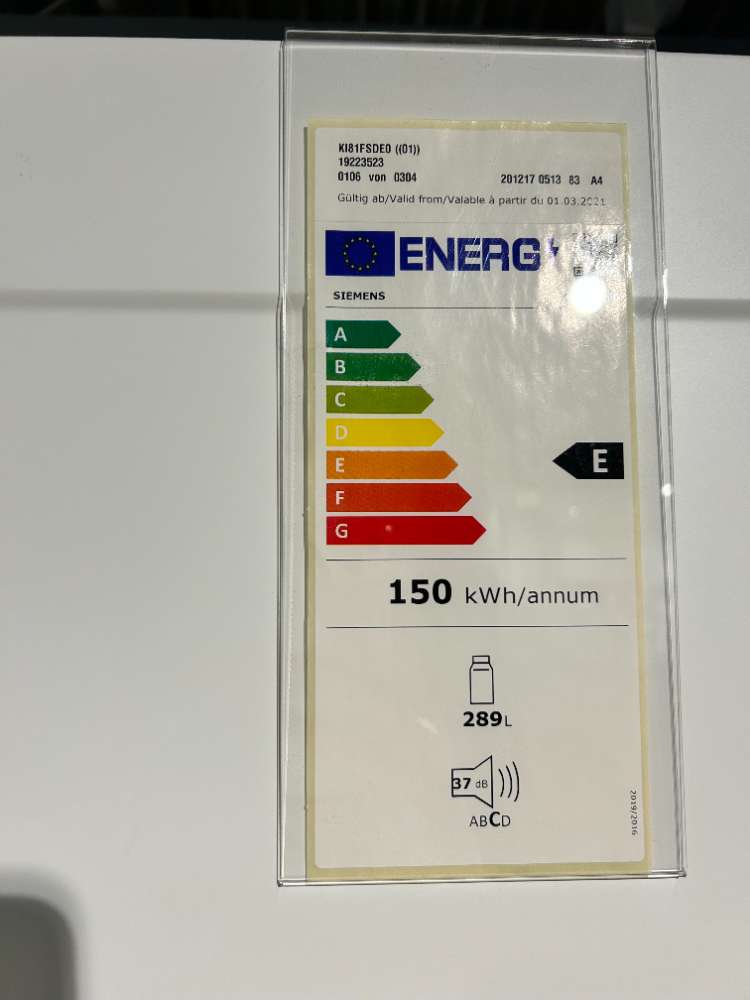 KI81FSDE0 ((01))
19223523
0106 von 0304 201217 0513 83 A4
Gültig ab/Valid from/Valable à partir du 01.03.2021
ENERG
SIEMENS
A
B
C
D
E
E
F
G
150 kWh/annum
289L
37 dB
ABCD
2019/2016